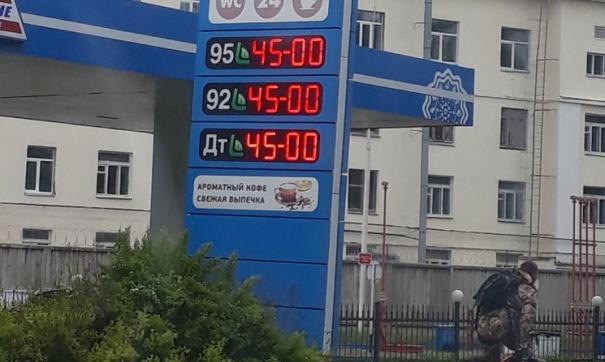 WC 24
95 45-00
92 45-00
Дт 45-00
АРОМАТНЫЙ КОФЕ
СВЕЖАЯ ВЫПЕЧКА